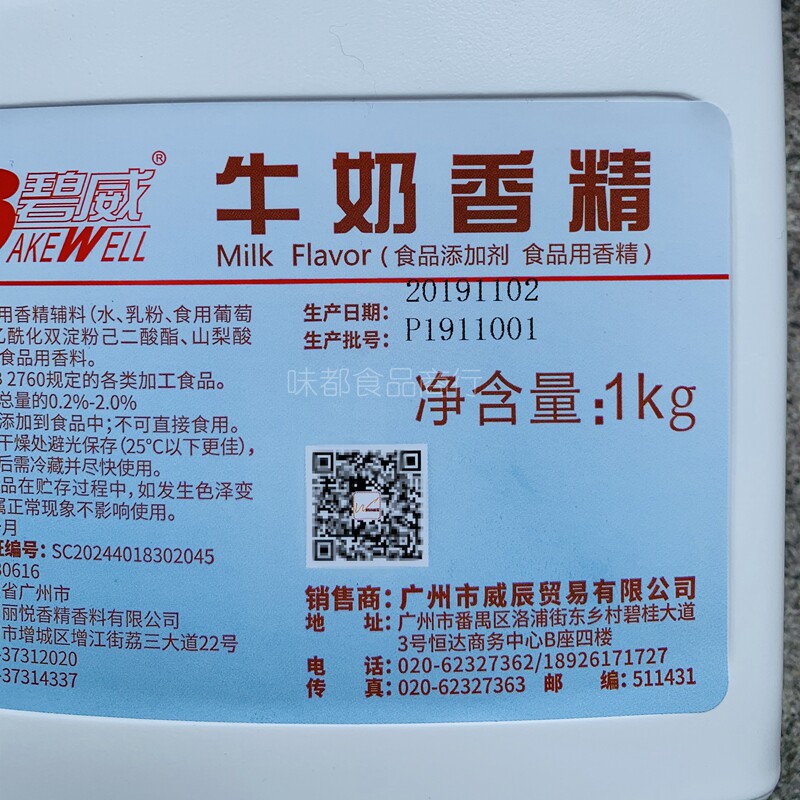 碧威®
BAKEWELL
牛奶香精
Milk Flavor (食品添加剂 食品用香精)
用香精辅料(水、乳粉、食用葡萄
乙酰化双淀粉己二酸酯、山梨酸
食品用香料。
2760规定的各类加工食品。
总量的0.2%-2.0%
添加到食品中;不可直接食用。
干燥处避光保存(25℃以下更佳),
后需冷藏并尽快使用。
品在贮存过程中,如发生色泽变
属正常现象不影响使用。
个月
证编号: SC20244018302045
30616
省广州市
丽悦香精香料有限公司
市增城区增江街荔三大道22号
-37312020
-37314337
生产日期: 20191102
生产批号: P1911001
味都食品商行
净含量:1kg
销售商:广州市威辰贸易有限公司
地 址:广州市番禺区洛浦街东乡村碧桂大道
3号恒达商务中心B座四楼
电 话:020-62327362/18926171727
传 真:020-62327363 邮 编:511431